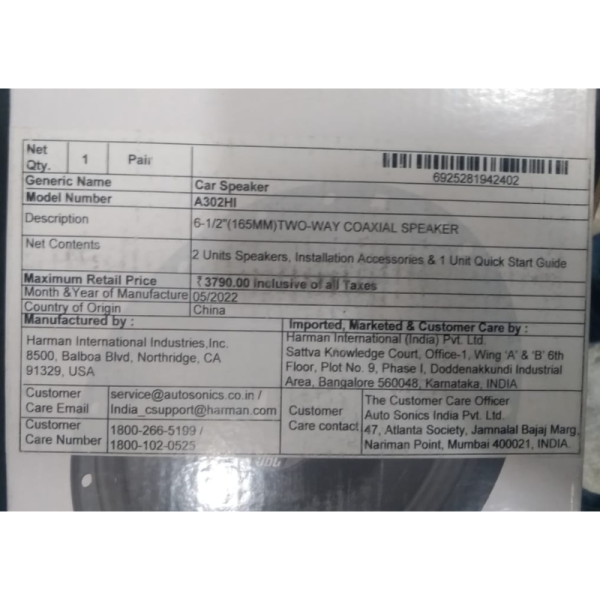 Net Qty. 1 Pair
6925281942402
Generic Name Car Speaker
Model Number A302HI
Description 6-1/2"(165MM)TWO-WAY COAXIAL SPEAKER
Net Contents 2 Units Speakers, Installation Accessories & 1 Unit Quick Start Guide
Maximum Retail Price ₹ 3790.00 inclusive of all Taxes
Month &Year of Manufacture 05/2022
Country of Origin China
Manufactured by :
Harman International Industries,Inc.
8500, Balboa Blvd, Northridge, CA
91329, USA
Imported, Marketed & Customer Care by :
Harman International (India) Pvt. Ltd.
Sattva Knowledge Court, Office-1, Wing 'A' & 'B' 6th
Floor, Plot No. 9, Phase I, Doddenakkundi Industrial
Area, Bangalore 560048, Karnataka, INDIA
Customer Care Email
service@autosonics.co.in /
India_csupport@harman.com
Customer Care Number
1800-266-5199 /
1800-102-0525
Customer Care contact
The Customer Care Officer
Auto Sonics India Pvt. Ltd.
47, Atlanta Society, Jamnalal Bajaj Marg,
Nariman Point, Mumbai 400021, INDIA.
JBL